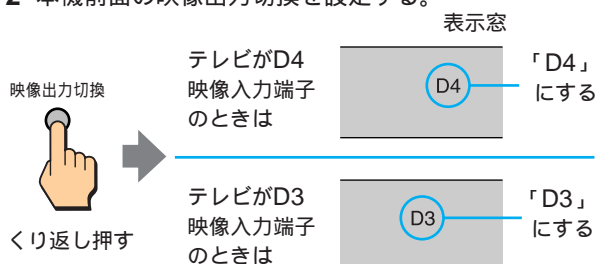 2 本機前面の映像出力切換を設定する。
表示窓
映像出力切換
くり返し押す
テレビがD4
映像入力端子
のときは
D4
「D4」
にする
テレビがD3
映像入力端子
のときは
D3
「D3」
にする